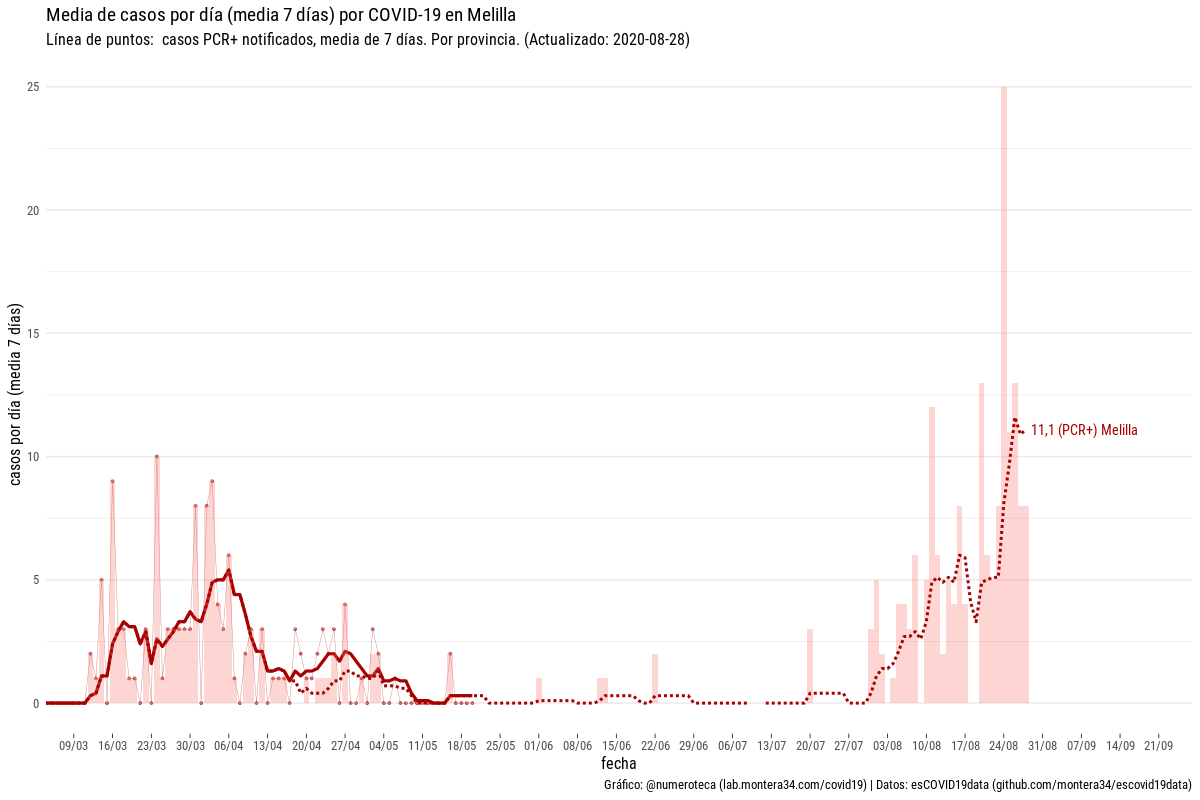 Media de casos por día (media 7 días) por COVID-19 en Melilla
Línea de puntos:  casos PCR+ notificados, media de 7 días. Por provincia. (Actualizado: 2020-08-28)
casos por día (media 7 días)
25
20
15
10
5
0
11,1 (PCR+) Melilla
09/03 16/03 23/03 30/03 06/04 13/04 20/04 27/04 04/05 11/05 18/05 25/05 01/06 08/06 15/06 22/06 29/06 06/07 13/07 20/07 27/07 03/08 10/08 17/08 24/08 31/08 07/09 14/09 21/09
fecha
Gráfico: @numeroteca (lab.montera34.com/covid19) | Datos: esCOVID19data (github.com/montera34/escovid19data)